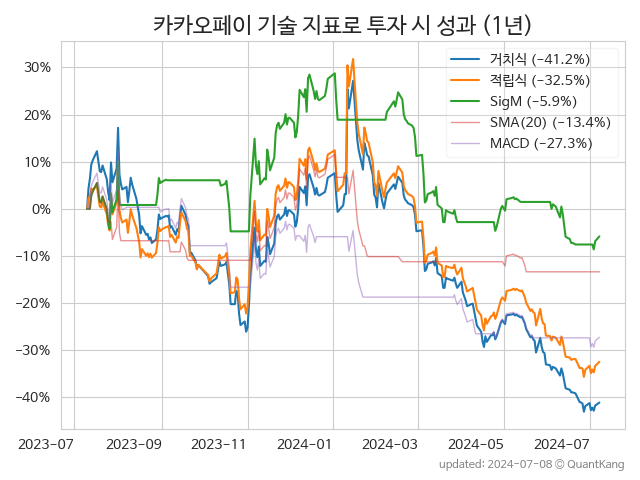 카카오페이 기술 지표로 투자 시 성과 (1년)
거치식 (−41.2%)
적립식 (−32.5%)
SigM (−5.9%)
SMA(20) (−13.4%)
MACD (−27.3%)
30%
20%
10%
0%
−10%
−20%
−30%
−40%
2023-07 2023-09 2023-11 2024-01 2024-03 2024-05 2024-07
updated: 2024-07-08 @ QuantKang